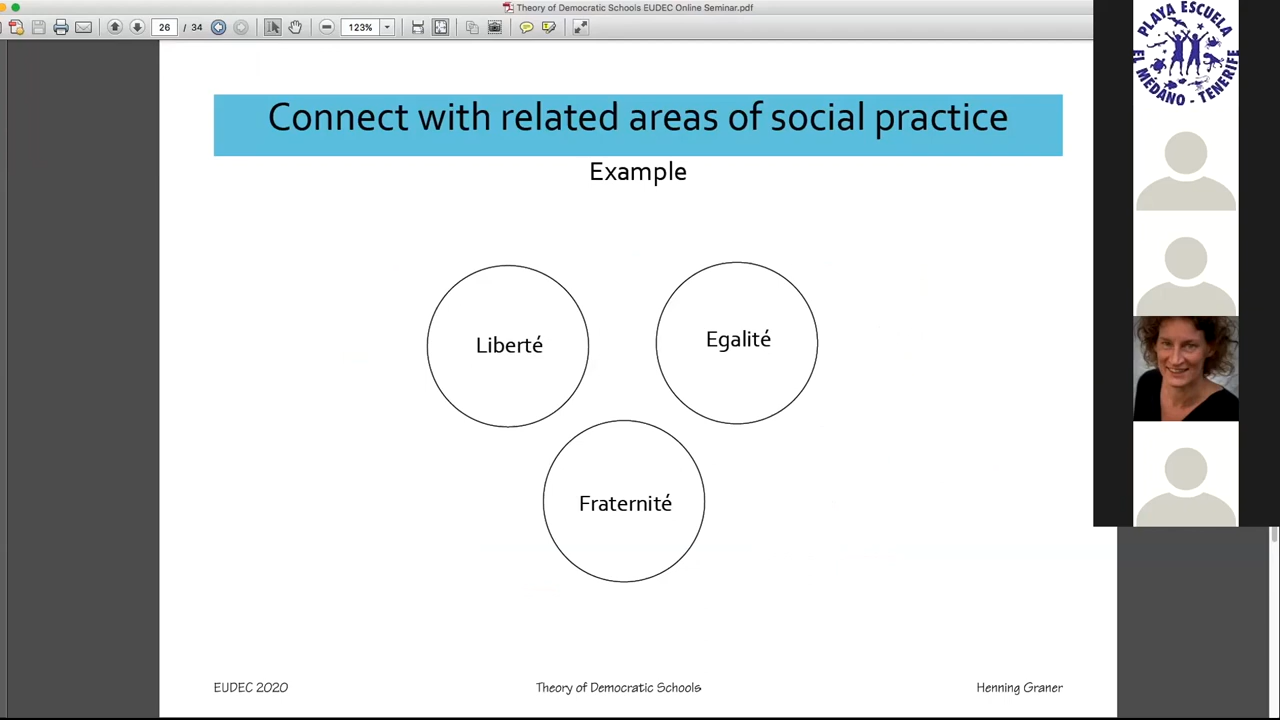 Theory of Democratic Schools EUDEC Online Seminar.pdf
26 / 34
123%
Connect with related areas of social practice
Example
Liberté
Egalité
Fraternité
EUDEC 2020
Theory of Democratic Schools
Henning Graner
PLAYA ESCUELA
EL MÉDANO - TENERIFE